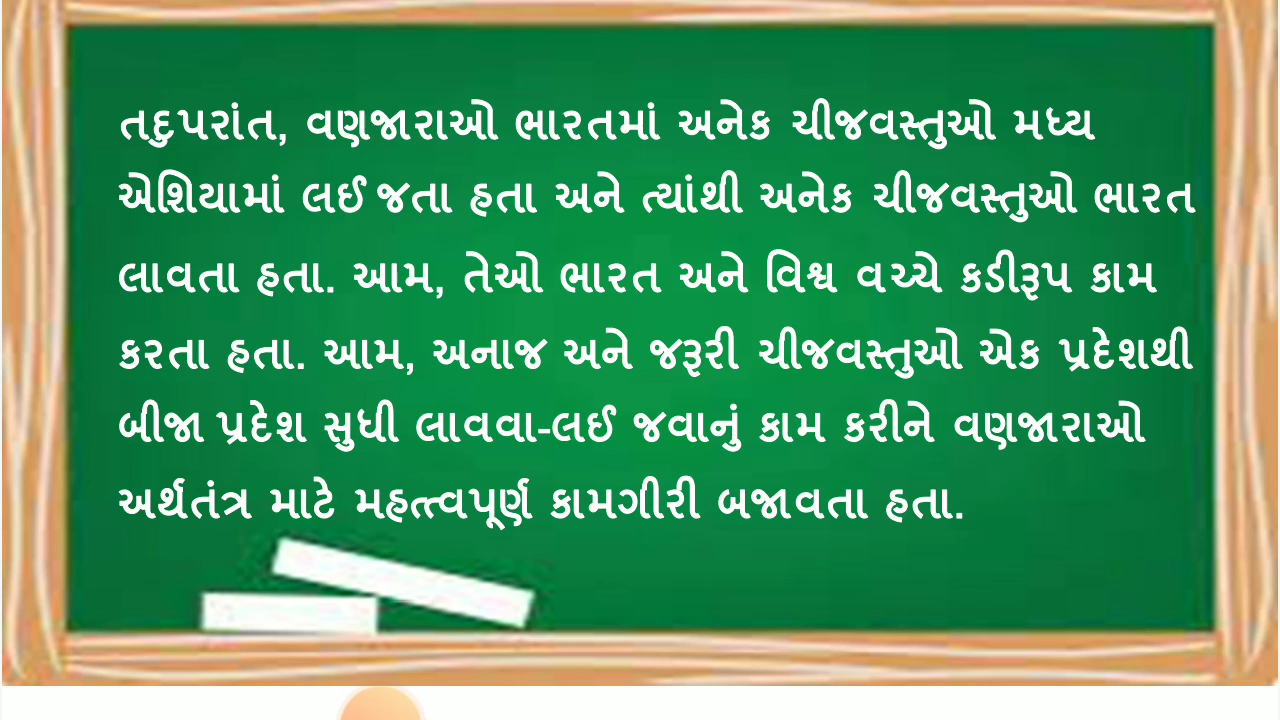 તદુપરાંત, વણજારાઓ ભારતમાં અનેક ચીજવસ્તુઓ મધ્ય
એશિયામાં લઈ જતા હતા અને ત્યાંથી અનેક ચીજવસ્તુઓ ભારત
લાવતા હતા. આમ, તેઓ ભારત અને વિશ્વ વચ્ચે કડીરૂપ કામ
કરતા હતા. આમ, અનાજ અને જરૂરી ચીજવસ્તુઓ એક પ્રદેશથી
બીજા પ્રદેશ સુધી લાવવા-લઈ જવાનું કામ કરીને વણજારાઓ
અર્થતંત્ર માટે મહત્ત્વપૂર્ણ કામગીરી બજાવતા હતા.